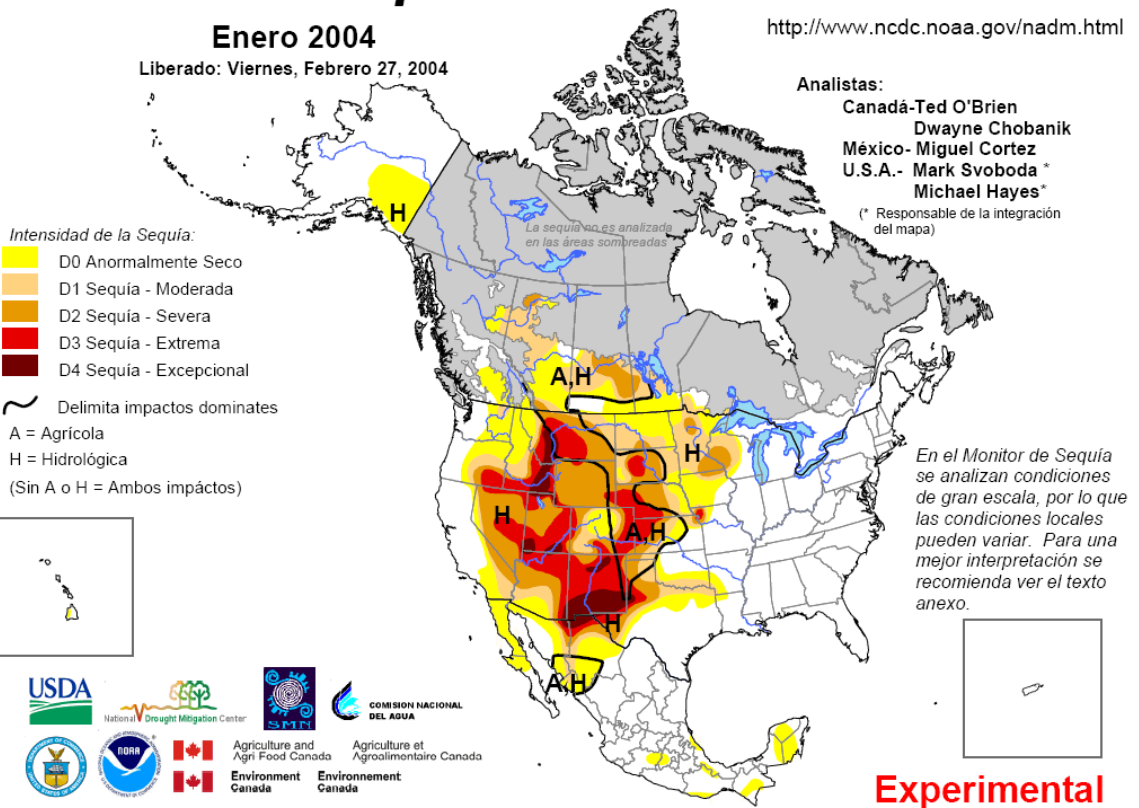 Enero 2004
Liberado: Viernes, Febrero 27, 2004
http://www.ncdc.noaa.gov/nadm.html
Analistas:
Canadá-Ted O'Brien
Dwayne Chobanik
México- Miguel Cortez
U.S.A.- Mark Svoboda *
Michael Hayes*
(* Responsable de la integración
del mapa)
H
La sequía no es analizada
en las áreas sombreadas
Intensidad de la Sequía:
D0 Anormalmente Seco
D1 Sequía - Moderada
D2 Sequía - Severa
D3 Sequía - Extrema
D4 Sequía - Excepcional
Delimita impactos dominates
A = Agrícola
H = Hidrológica
(Sin A o H = Ambos impáctos)
A,H
H
H
A,H
H
A,H
En el Monitor de Sequía
se analizan condiciones
de gran escala, por lo que
las condiciones locales
pueden variar. Para una
mejor interpretación se
recomienda ver el texto
anexo.
USDA
National Drought Mitigation Center
SMN
COMISION NACIONAL
DEL AGUA
NOAA
Agriculture and
Agri Food Canada
Agriculture et
Agroalimentaire Canada
Environment
Canada
Environnement
Canada
Experimental